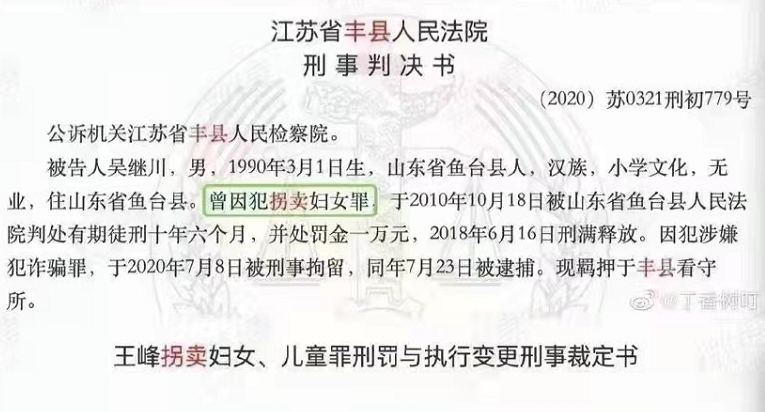 江苏省丰县人民法院
刑事判决书
（2020）苏0321刑初779号
公诉机关江苏省丰县人民检察院。
被告人吴继川，男，1990年3月1日生，山东省鱼台县人，汉族，小学文化，无
业，住山东省鱼台县。曾因犯拐卖妇女罪，于2010年10月18日被山东省鱼台县人民法
院判处有期徒刑十年六个月，并处罚金一万元，2018年6月16日刑满释放。因犯涉嫌
犯诈骗罪，于2020年7月8日被刑事拘留，同年7月23日被逮捕。现羁押于丰县看守
所。
@丁香树叮
王峰拐卖妇女、儿童罪刑罚与执行变更刑事裁定书